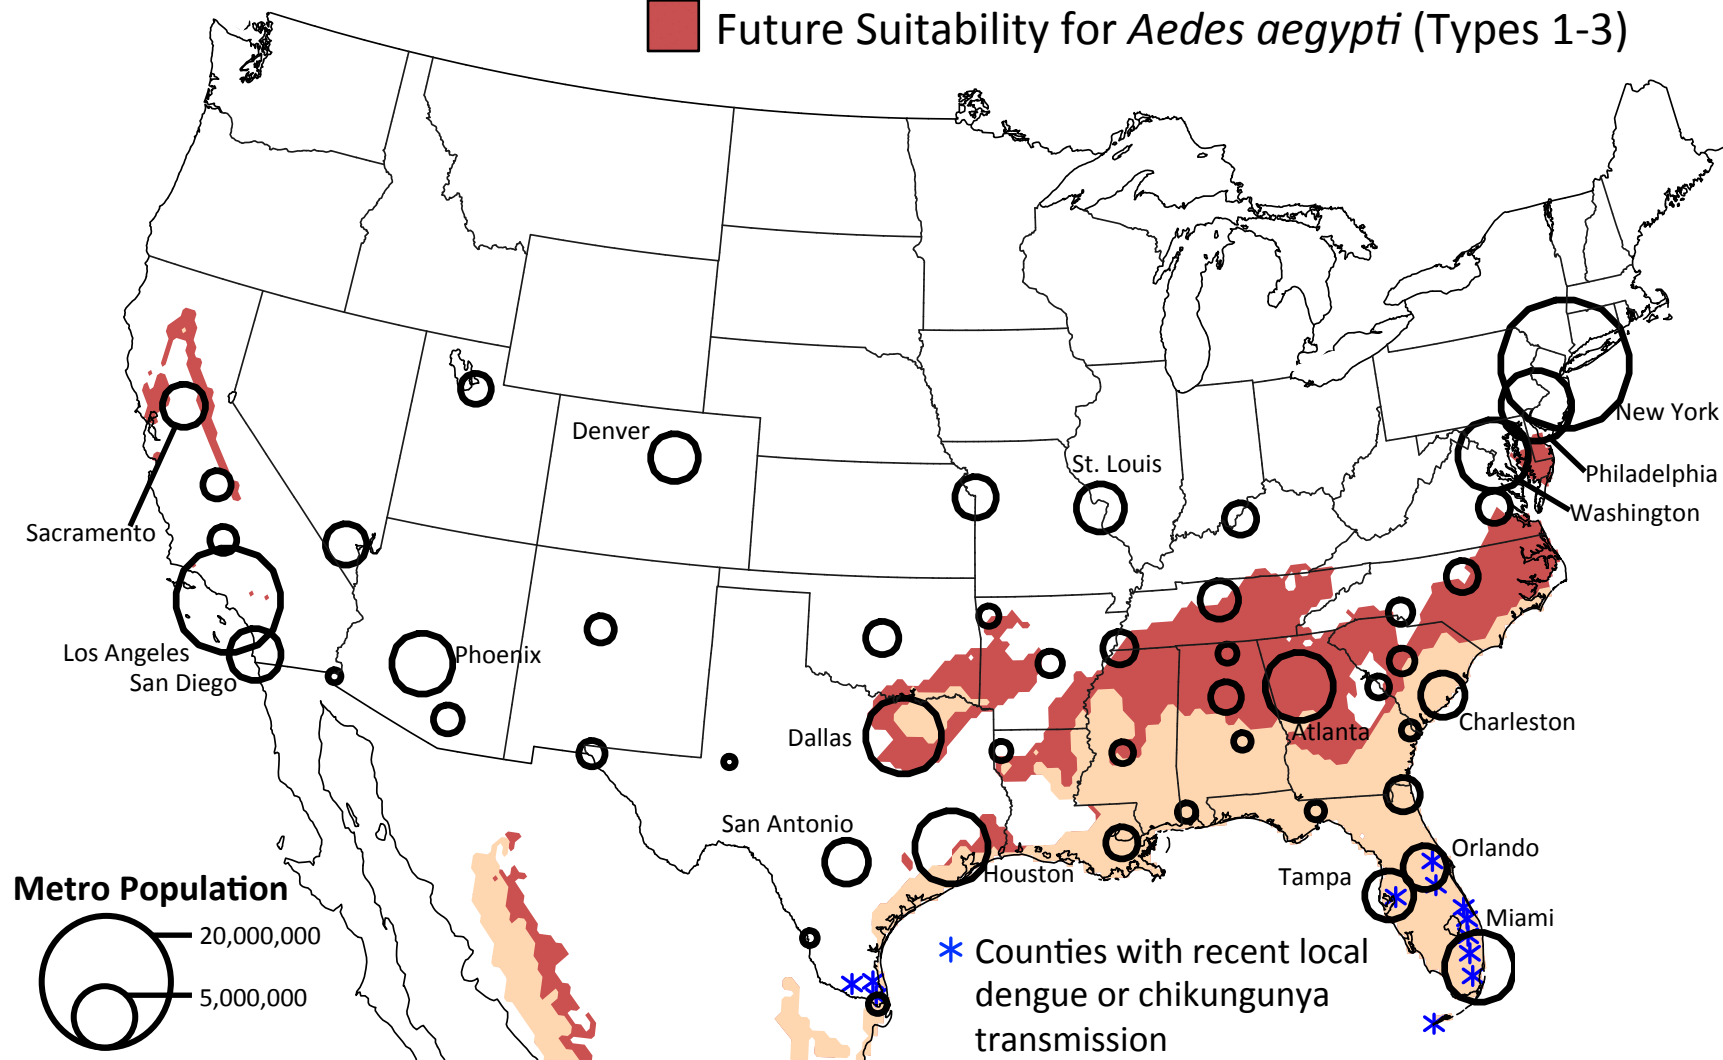 Future Suitability for Aedes aegypti (Types 1-3)
Denver
St. Louis
New York
Philadelphia
Washington
Sacramento
Los Angeles
San Diego
Phoenix
Dallas
Atlanta
Charleston
San Antonio
Houston
Orlando
Tampa
Miami
Metro Population
20,000,000
5,000,000
Counties with recent local
dengue or chikungunya
transmission